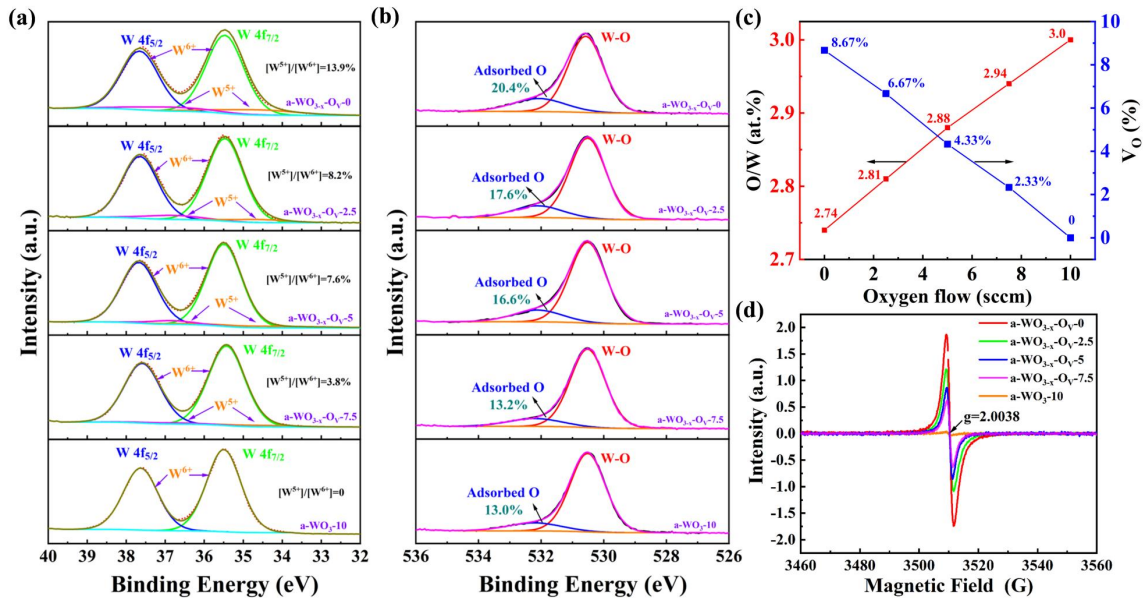 (a)
W 4f5/2
W6+
W 4f7/2
[W5+]/[W6+]=13.9%
W5+
a-WO3-x-OV-0
W 4f5/2
W6+
W 4f7/2
[W5+]/[W6+]=8.2%
W5+
a-WO3-x-OV-2.5
W 4f5/2
W6+
W 4f7/2
[W5+]/[W6+]=7.6%
W5+
a-WO3-x-OV-5
W 4f5/2
W6+
W 4f7/2
[W5+]/[W6+]=3.8%
W5+
a-WO3-x-OV-7.5
W 4f5/2
W6+
W 4f7/2
[W5+]/[W6+]=0
a-WO3-10
40 39 38 37 36 35 34 33 32
Binding Energy (eV)
Intensity (a.u.)
(b)
W-O
Adsorbed O
20.4%
a-WO3-x-OV-0
W-O
Adsorbed O
17.6%
a-WO3-x-OV-2.5
W-O
Adsorbed O
16.6%
a-WO3-x-OV-5
W-O
Adsorbed O
13.2%
a-WO3-x-OV-7.5
W-O
Adsorbed O
13.0%
a-WO3-10
536 534 532 530 528 526
Binding Energy (eV)
Intensity (a.u.)
(c)
3.0
2.9
2.8
2.7
O/W (at.%)
8.67%
6.67%
4.33%
2.33%
0
2.74
2.81
2.88
2.94
3.0
10
8
6
4
2
0
VO (%)
0 2 4 6 8 10
Oxygen flow (sccm)
(d)
2.0
1.5
1.0
0.5
0.0
-0.5
-1.0
-1.5
-2.0
Intensity (a.u.)
a-WO3-x-OV-0
a-WO3-x-OV-2.5
a-WO3-x-OV-5
a-WO3-x-OV-7.5
a-WO3-10
g=2.0038
3460 3480 3500 3520 3540 3560
Magnetic Field (G)